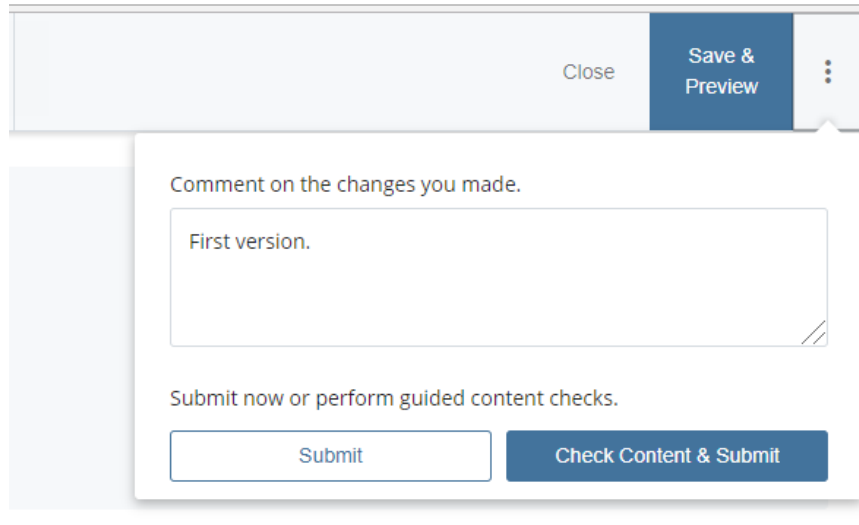 Close
Save &
Preview
Comment on the changes you made.
First version.
Submit now or perform guided content checks.
Submit
Check Content & Submit